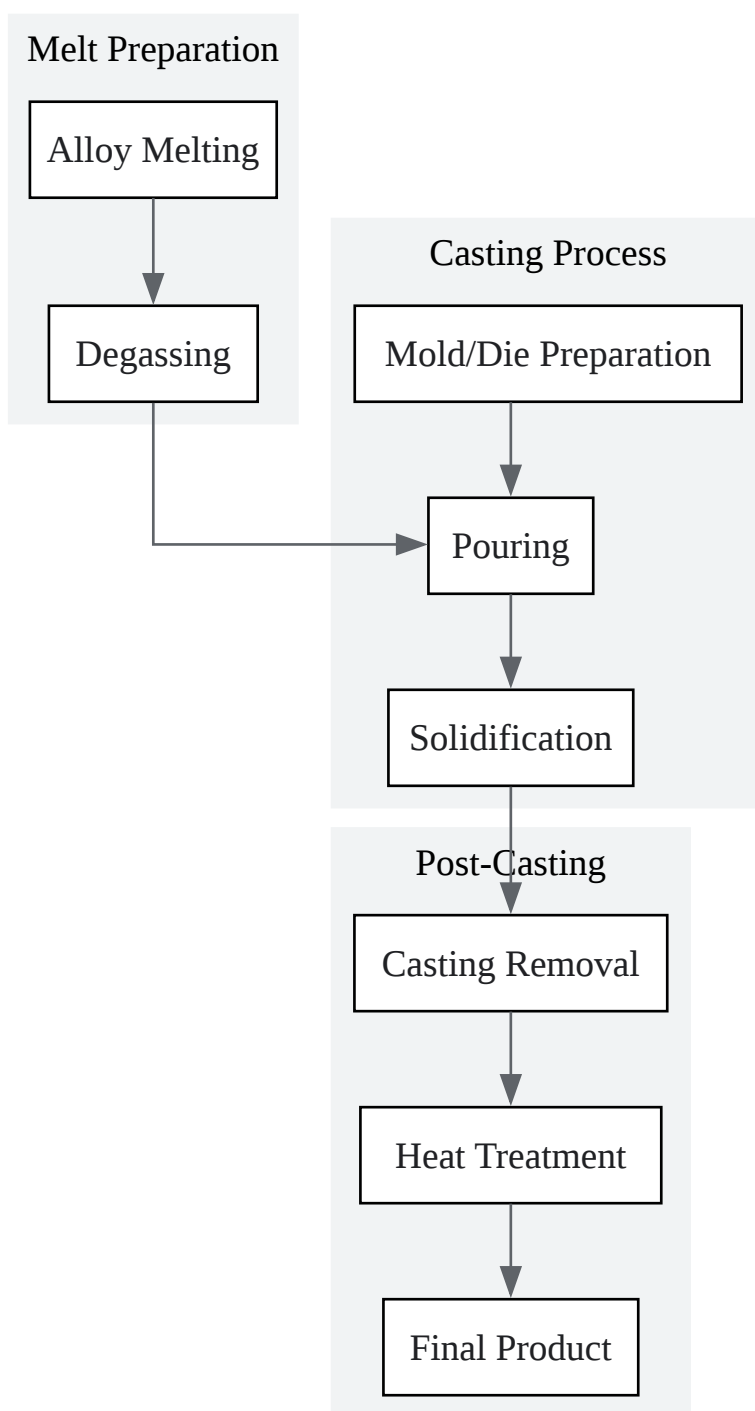 Melt Preparation
Alloy Melting
Degassing
Casting Process
Mold/Die Preparation
Pouring
Solidification
Post-Casting
Casting Removal
Heat Treatment
Final Product